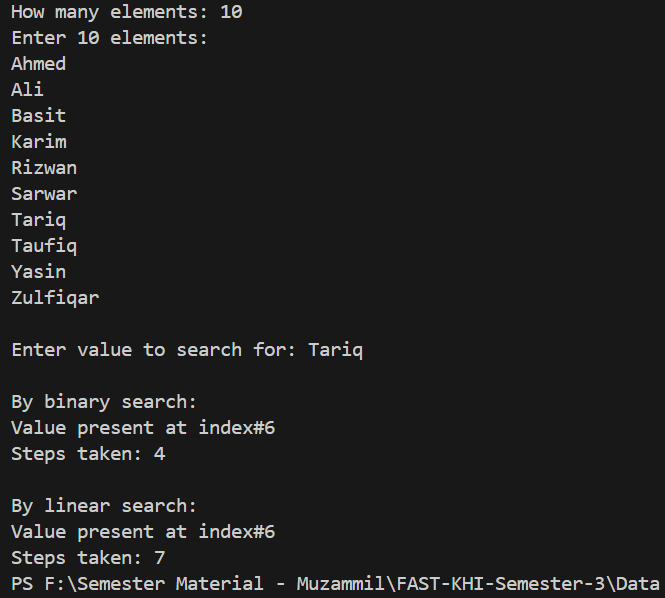 How many elements: 10
Enter 10 elements:
Ahmed
Ali
Basit
Karim
Rizwan
Sarwar
Tariq
Taufiq
Yasin
Zulfiqar
Enter value to search for: Tariq
By binary search:
Value present at index#6
Steps taken: 4
By linear search:
Value present at index#6
Steps taken: 7
PS F:\Semester Material - Muzammil\FAST-KHI-Semester-3\Data